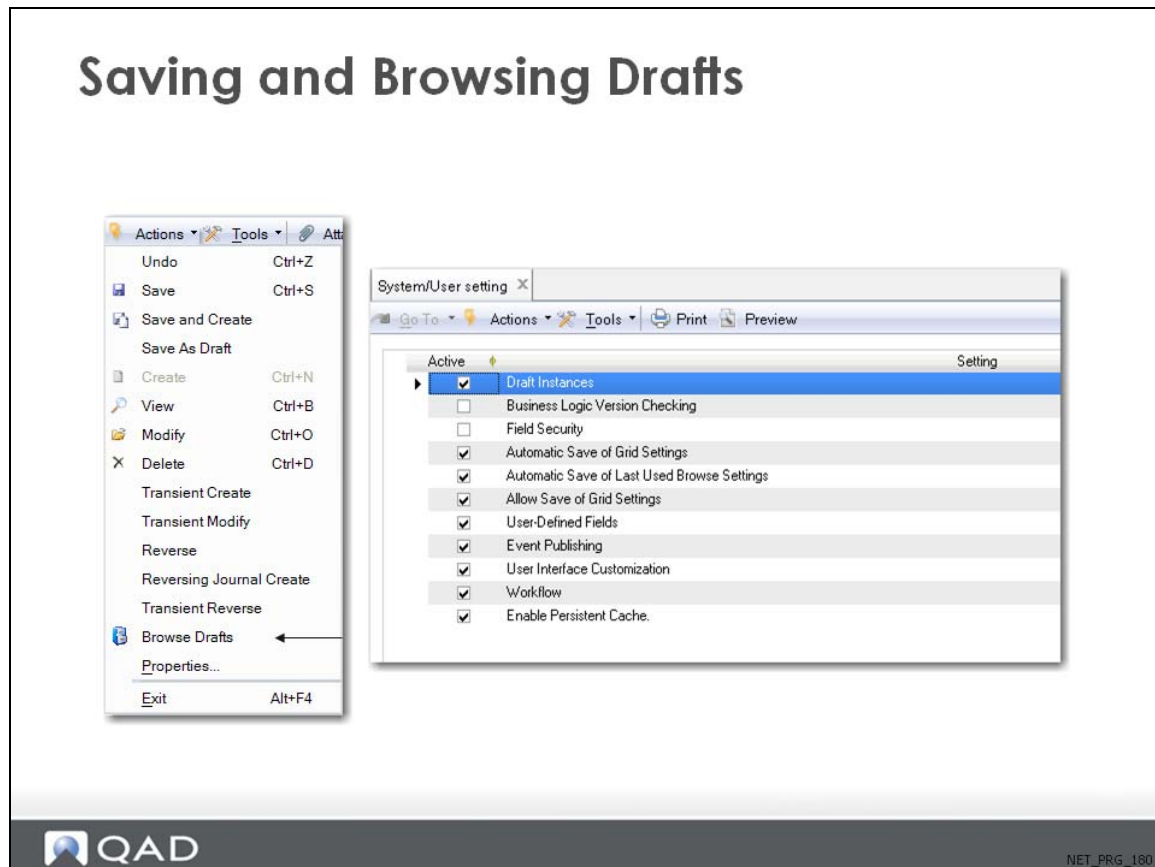 Saving and Browsing Drafts
Actions Tools Att
Undo Ctrl+Z
Save Ctrl+S
Save and Create
Save As Draft
Create Ctrl+N
View Ctrl+B
Modify Ctrl+O
Delete Ctrl+D
Transient Create
Transient Modify
Reverse
Reversing Journal Create
Transient Reverse
Browse Drafts
Properties...
Exit Alt+F4
System/User setting X
Go To Actions Tools Print Preview
Active Setting
Draft Instances
Business Logic Version Checking
Field Security
Automatic Save of Grid Settings
Automatic Save of Last Used Browse Settings
Allow Save of Grid Settings
User-Defined Fields
Event Publishing
User Interface Customization
Workflow
Enable Persistent Cache.
QAD
NET_PRG_180